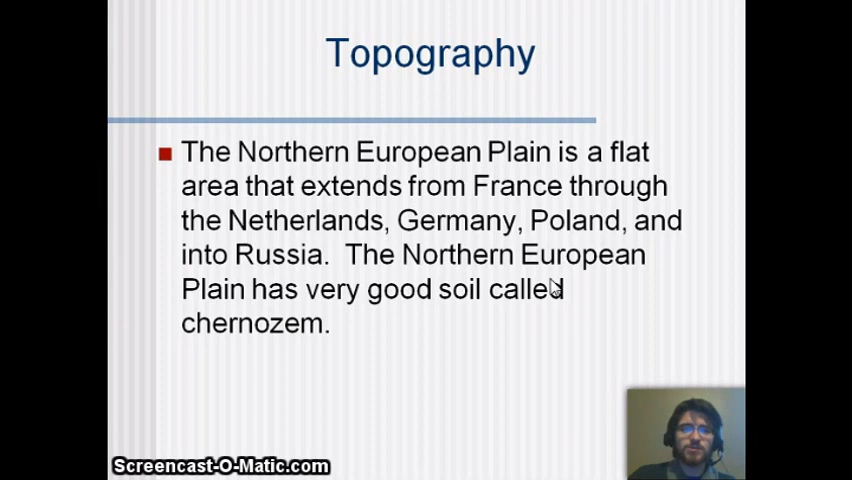 Topography
The Northern European Plain is a flat
area that extends from France through
the Netherlands, Germany, Poland, and
into Russia.  The Northern European
Plain has very good soil called
chernozem.
Screencast-O-Matic.com